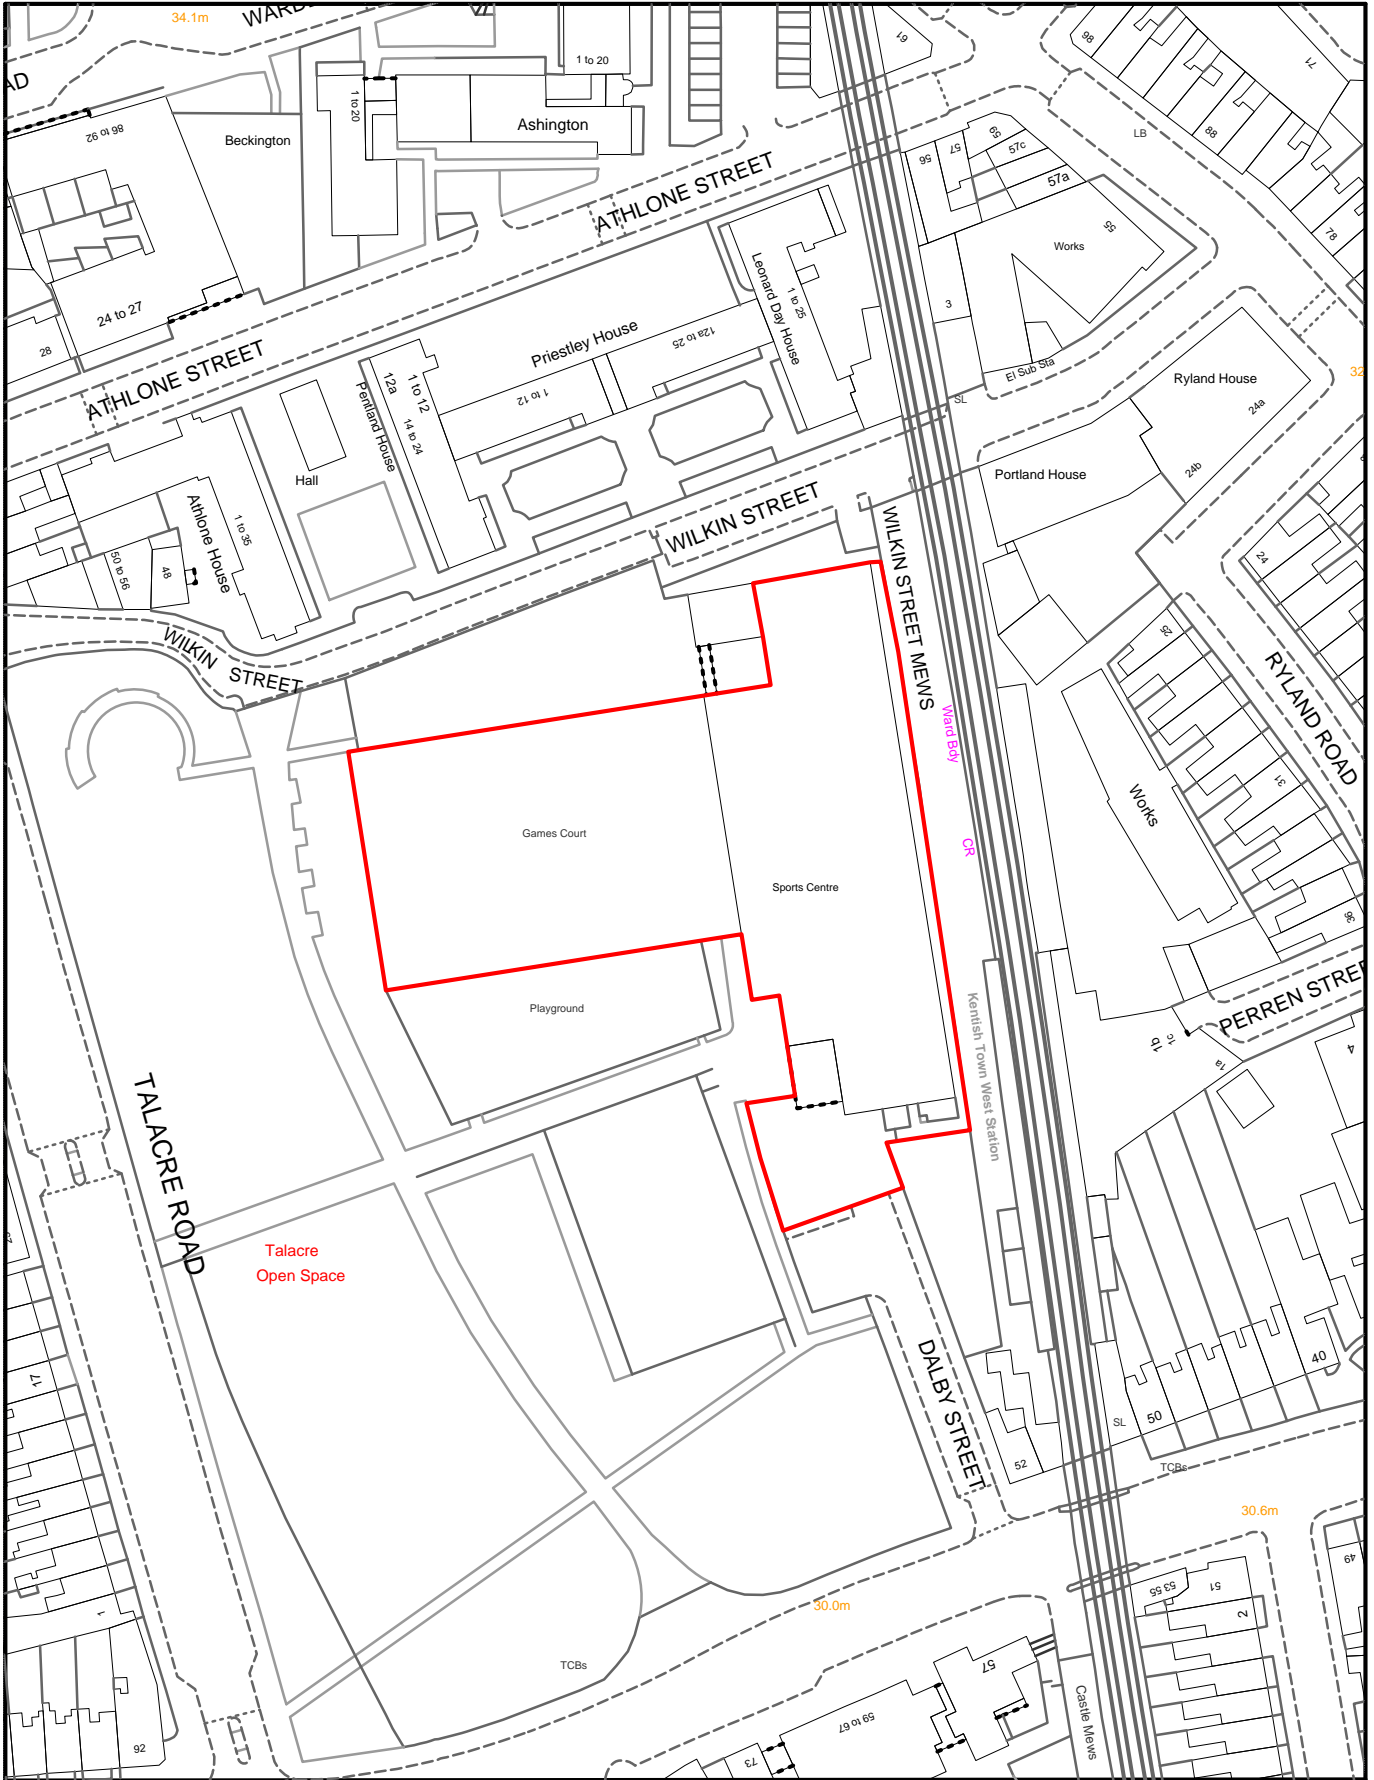 34.1m
61
98
71
AD
1 to 20
1 to 20
Ashington
86 to 92
Beckington
LB
88
59
57
57c
56
57a
ATHLONE STREET
55
78
Works
Leonard Day House
1 to 25
3
24 to 27
Priestley House
12a to 25
28
ATHLONE STREET
El Sub Sta
Ryland House
32
1 to 12
12a
14 to 24
Pentland House
1 to 12
SL
24a
Hall
Portland House
24b
WILKIN STREET
Athlone House
1 to 35
WILKIN STREET MEWS
50 to 56
48
24
25
WILKIN
STREET
RYLAND ROAD
Ward Bdy
31
Works
Games Court
CR
Sports Centre
36
Playground
Kentish Town West Station
PERREN STREE
1b
1c
4
1a
TALACRE ROAD
Talacre
Open Space
17
DALBY STREET
40
50
SL
52
TCBs
30.6m
49
53 55
51
2
1
30.0m
TCBs
57
59 to 67
Castle Mews
92
73